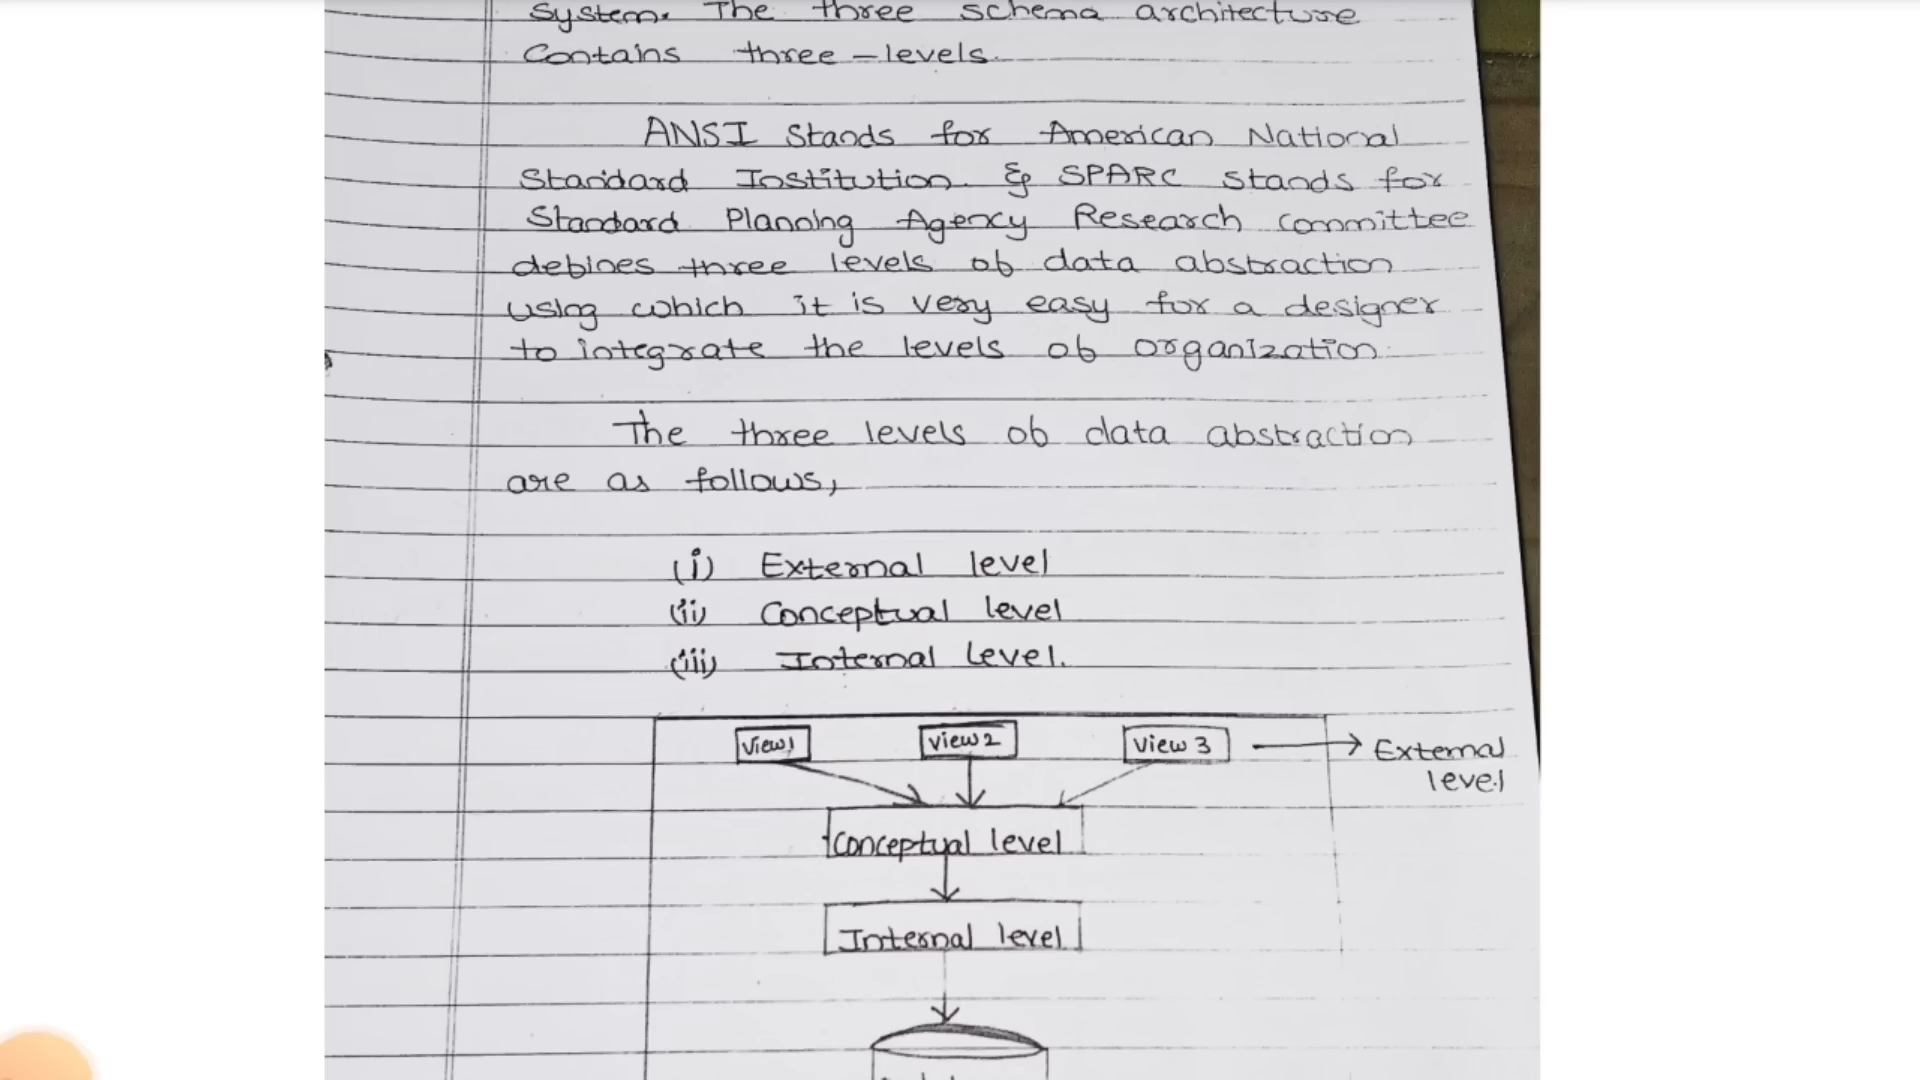 System. The three schema architecture
Contains three-levels.
ANSI Stands for American National
Standard Institution & SPARC stands for
Standard Planning Agency Research committee
defines three levels of data abstraction
using which it is very easy for a designer
to integrate the levels of organization.
The three levels of data abstraction
are as follows,
(i) External level
(ii) Conceptual level
(iii) Internal level.
View1 view2 view 3 External
level
Conceptual level
Internal level